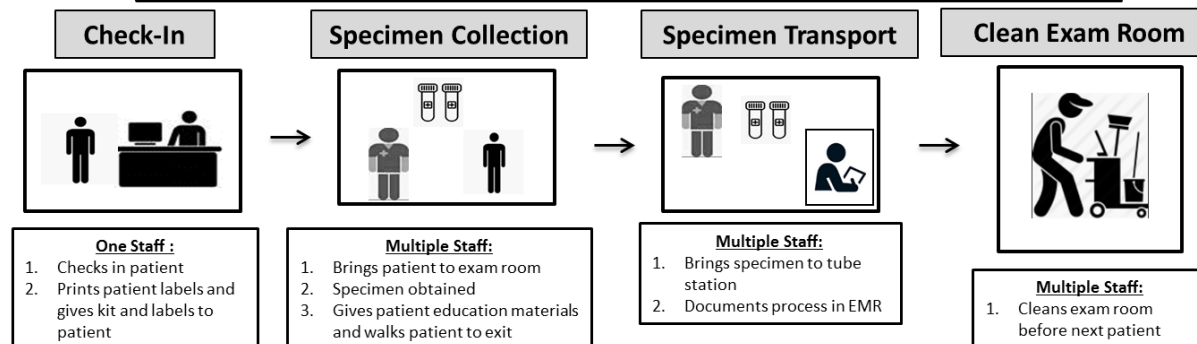 Check-In
Specimen Collection
Specimen Transport
Clean Exam Room
One Staff :
1. Checks in patient
2. Prints patient labels and
gives kit and labels to
patient
Multiple Staff:
1. Brings patient to exam room
2. Specimen obtained
3. Gives patient education materials
and walks patient to exit
Multiple Staff:
1. Brings specimen to tube
station
2. Documents process in EMR
Multiple Staff:
1. Cleans exam room
before next patient